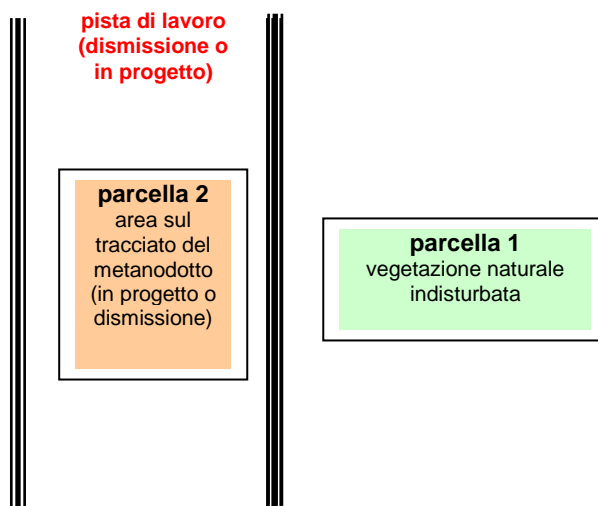 pista di lavoro
(dismissione o
in progetto)
parcella 2
area sul
tracciato del
metanodotto
(in progetto o
dismissione)
parcella 1
vegetazione naturale
indisturbata